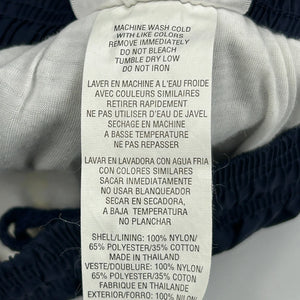 MACHINE WASH COLD
WITH LIKE COLORS
REMOVE IMMEDIATELY
DO NOT BLEACH
TUMBLE DRY LOW
DO NOT IRON
LAVER EN MACHINE A L'EAU FROIDE
AVEC COULEURS SIMILAIRES
RETIRER RAPIDEMENT
NE PAS UTILISER D'EAU DE JAVEL
SECHAGE EN MACHINE
A BASSE TEMPERATURE
NE PAS REPASSER
LAVAR EN LAVADORA CON AGUA FRIA
CON COLORES SIMILARES
SACAR INMEDIATAMENTE
NO USAR BLANQUEADOR
SECAR EN SECADORA,
A BAJA TEMPERATURA
NO PLANCHAR
SHELL/LINING: 100% NYLON/
65% POLYESTER/35% COTTON
MADE IN THAILAND
VESTE/DOUBLURE: 100% NYLON/
65% POLYESTER/35% COTON
FABRIQUE EN THAILANDE
EXTERIOR/FORRO: 100% NYLON/